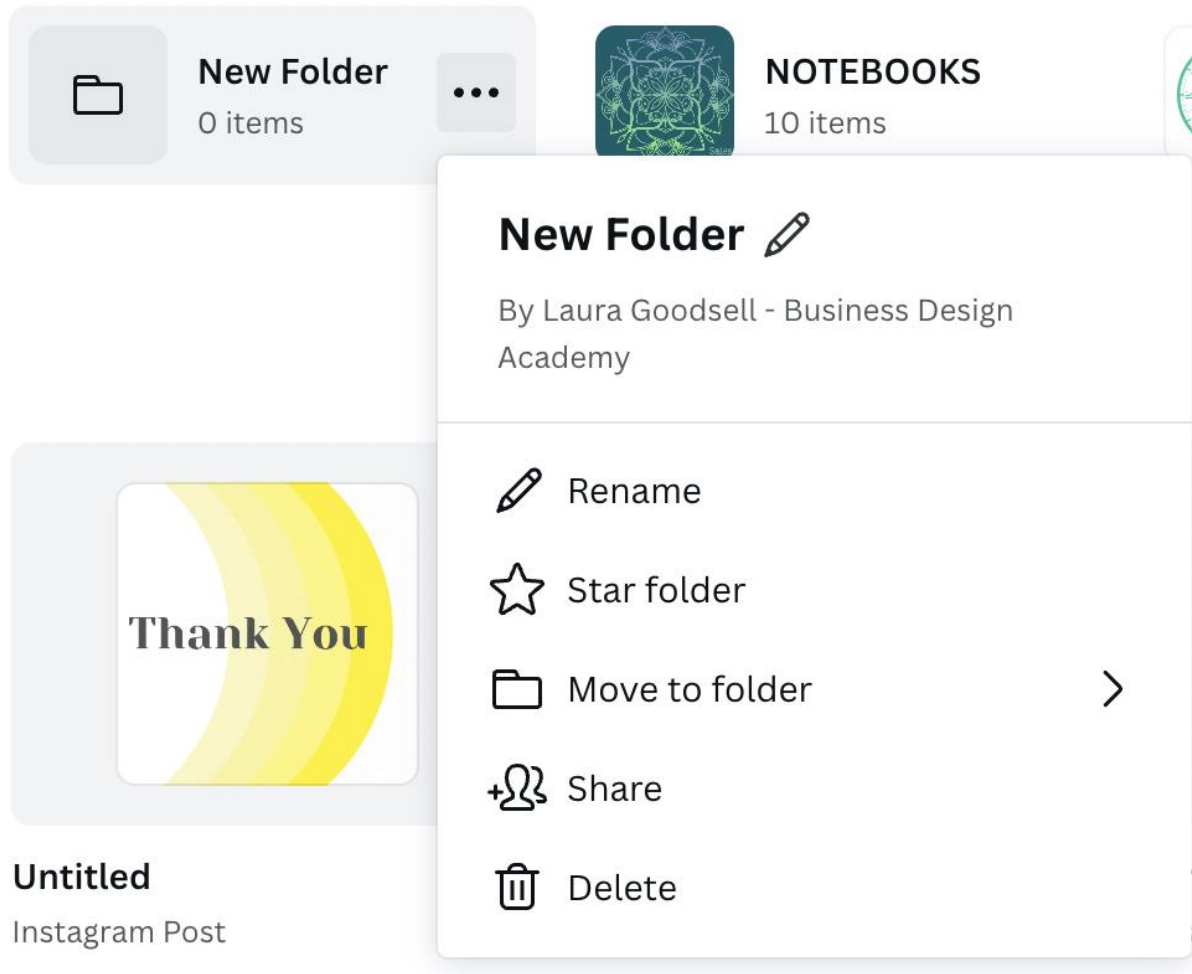 New Folder
0 items
NOTEBOOKS
10 items
Sales
New Folder
By Laura Goodsell - Business Design
Academy
Rename
Star folder
Move to folder
Share
Delete
Thank You
Untitled
Instagram Post